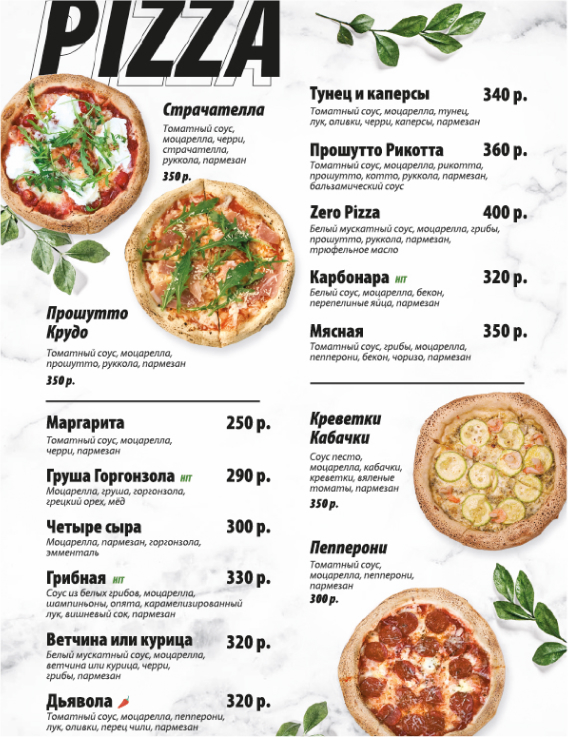 PIZZA
Страчателла
Томатный соус,
моцарелла, черри,
страчателла,
руккола, пармезан
350 р.
Прошутто
Крудо
Томатный соус, моцарелла,
прошутто, руккола, пармезан
350 р.
Маргарита 250 р.
Томатный соус, моцарелла,
черри, пармезан
Груша Горгонзола HIT 290 р.
Моцарелла, груша, горгонзола,
грецкий орех, мёд
Четыре сыра 300 р.
Моцарелла, пармезан, горгонзола,
эмменталь
Грибная HIT 330 р.
Соус из белых грибов, моцарелла,
шампиньоны, опята, карамелизированный
лук, вишневый сок, пармезан
Ветчина или курица 320 р.
Белый мускатный соус, моцарелла,
ветчина или курица, черри,
грибы, пармезан
Дьявола 320 р.
Томатный соус, моцарелла, пепперони,
лук, оливки, перец чили, пармезан
Тунец и каперсы 340 р.
Томатный соус, моцарелла, тунец,
лук, оливки, черри, каперсы, пармезан
Прошутто Рикотта 360 р.
Томатный соус, моцарелла, рикотта,
прошутто, котто, руккола, пармезан,
бальзамический соус
Zero Pizza 400 р.
Белый мускатный соус, моцарелла, грибы,
прошутто, руккола, пармезан,
трюфельное масло
Карбонара HIT 320 р.
Белый соус, моцарелла, бекон,
перепелиные яйца, пармезан
Мясная 350 р.
Томатный соус, грибы, моцарелла,
пепперони, бекон, чоризо, пармезан
Креветки
Кабачки
Соус песто,
моцарелла, кабачки,
креветки, вяленые
томаты, пармезан
350 р.
Пепперони
Томатный соус,
моцарелла, пепперони,
пармезан
300 р.